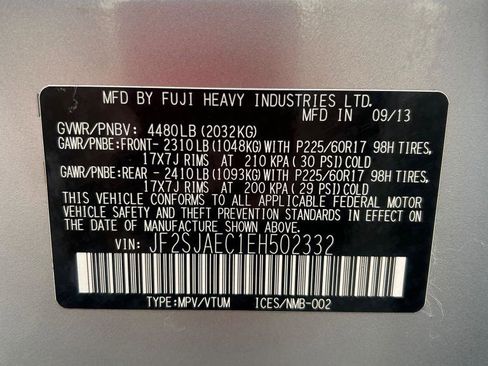 MFD BY FUJI HEAVY INDUSTRIES LTD.
MFD IN 09/13
GVWR/PNBV: 4480LB (2032KG)
GAWR/PNBE:FRONT- 2310LB(1048KG)WITH P225/60R17 98H TIRES,
17X7J RIMS AT 210 KPA(30 PSI)COLD
GAWR/PNBE:REAR - 2410LB(1093KG)WITH P225/60R17 98H TIRES,
17X7J RIMS AT 200 KPA(29 PSI)COLD
THIS VEHICLE CONFORMS TO ALL APPLICABLE FEDERAL MOTOR
VEHICLE SAFETY AND THEFT PREVENTION STANDARDS IN EFFECT ON
THE DATE OF MANUFACTURE SHOWN ABOVE.
VIN: JF2SJAEC1EH502332
TYPE:MPV/VTUM ICES/NMB-002